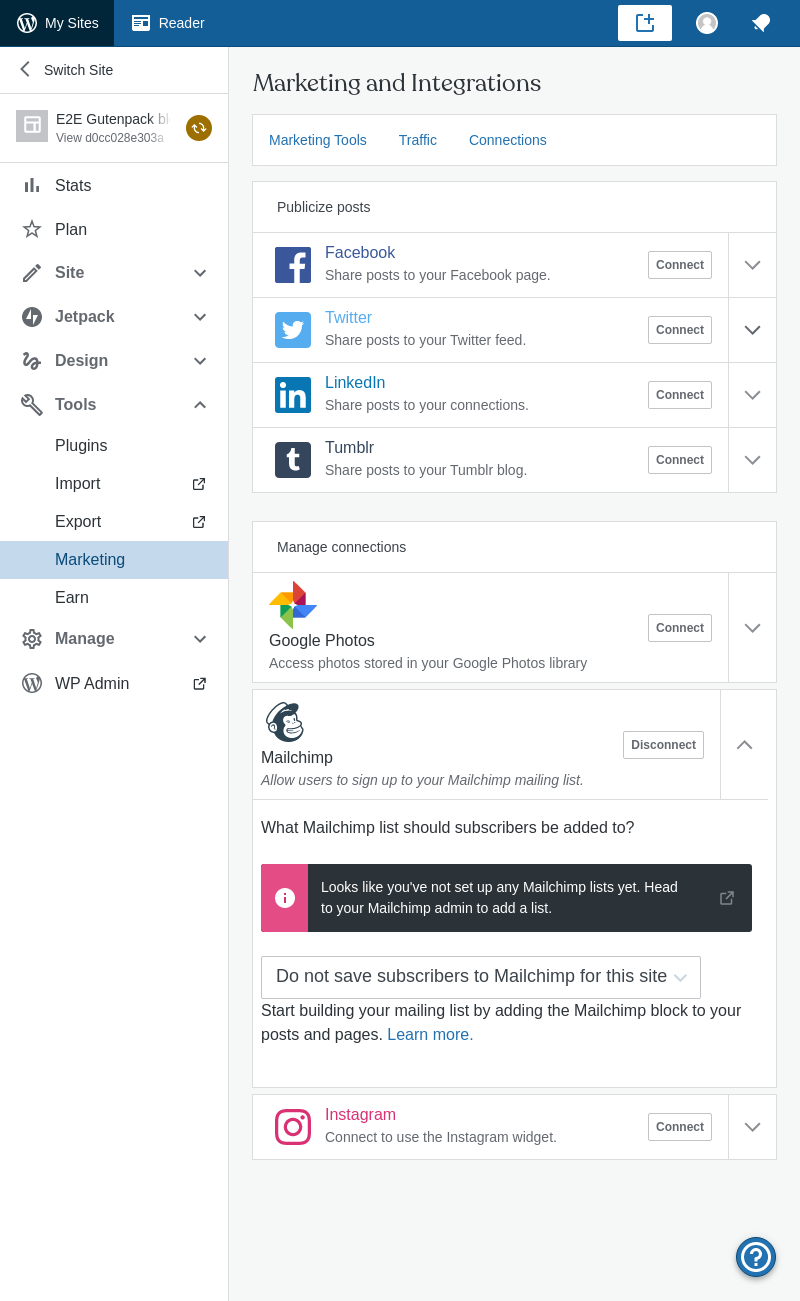 My Sites
Reader
Switch Site
E2E Gutenpack
View d0cc028e303a
Stats
Plan
Site
Jetpack
Design
Tools
Plugins
Import
Export
Marketing
Earn
Manage
WP Admin
Marketing and Integrations
Marketing Tools
Traffic
Connections
Publicize posts
Facebook
Share posts to your Facebook page.
Connect
Twitter
Share posts to your Twitter feed.
Connect
LinkedIn
Share posts to your connections.
Connect
Tumblr
Share posts to your Tumblr blog.
Connect
Manage connections
Google Photos
Access photos stored in your Google Photos library
Connect
Mailchimp
Allow users to sign up to your Mailchimp mailing list.
Disconnect
What Mailchimp list should subscribers be added to?
Looks like you've not set up any Mailchimp lists yet. Head
to your Mailchimp admin to add a list.
Do not save subscribers to Mailchimp for this site
Start building your mailing list by adding the Mailchimp block to your
posts and pages. Learn more.
Instagram
Connect to use the Instagram widget.
Connect